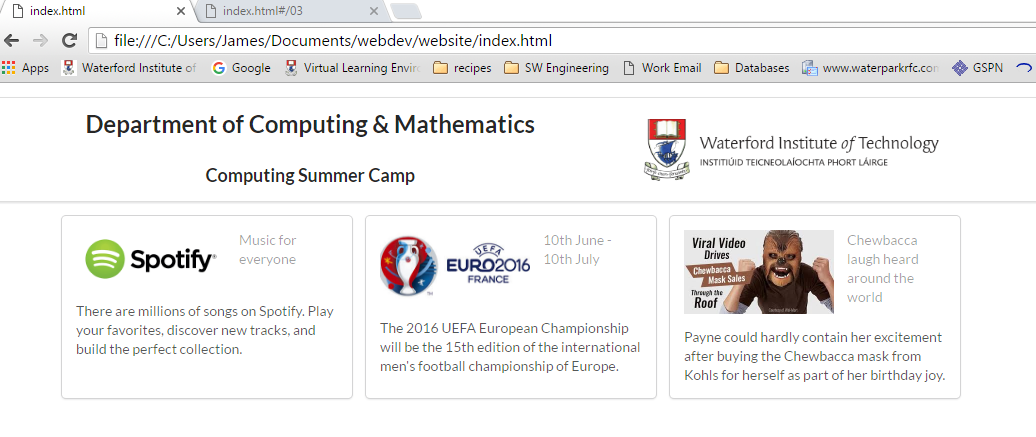 index.html
index.html#/03
file:///C:/Users/James/Documents/webdev/website/index.html
Apps Waterford Institute of Google Virtual Learning Enviro recipes SW Engineering Work Email Databases www.waterparkrfc.com GSPN
Department of Computing & Mathematics
Computing Summer Camp
Waterford Institute of Technology
INSTITIÚID TEICNEOLAÍOCHTA PHORT LÁIRGE
Spotify
Music for
everyone
There are millions of songs on Spotify. Play
your favorites, discover new tracks, and
build the perfect collection.
UEFA
EURO2016
FRANCE
10th June -
10th July
The 2016 UEFA European Championship
will be the 15th edition of the international
men's football championship of Europe.
Viral Video
Drives
Chewbacca
Mask Sales
Through the
Roof
Chewbacca
laugh heard
around the
world
Payne could hardly contain her excitement
after buying the Chewbacca mask from
Kohls for herself as part of her birthday joy.